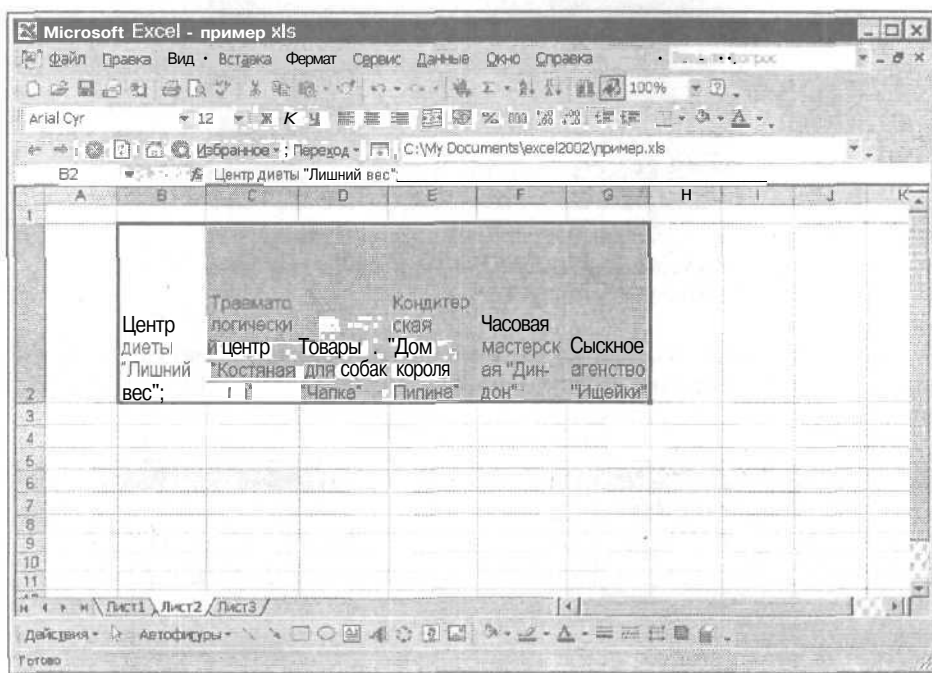 Microsoft Excel - пример xls
Файл Правка Вид Вставка Формат Сервис Данные Окно Справка
100%
Arial Cyr 12 Ж К Ч
Избранное Переход C:\My Documents\excel2002\пример.xls
B2 fx Центр диеты "Лишний вес";
A B C D E F G H I J K
1
Центр диеты "Лишний вес";
Травмато логически й центр "Костяная
Товары для собак "Чапка"
Кондитер ская "Дом короля Пипина"
Часовая мастерск ая "Дин-дон"
Сыскное агенство "Ищейки"
2
3
4
5
6
7
8
9
10
11
Лист1 Лист2 Лист3
Действия Автофигуры
Готово